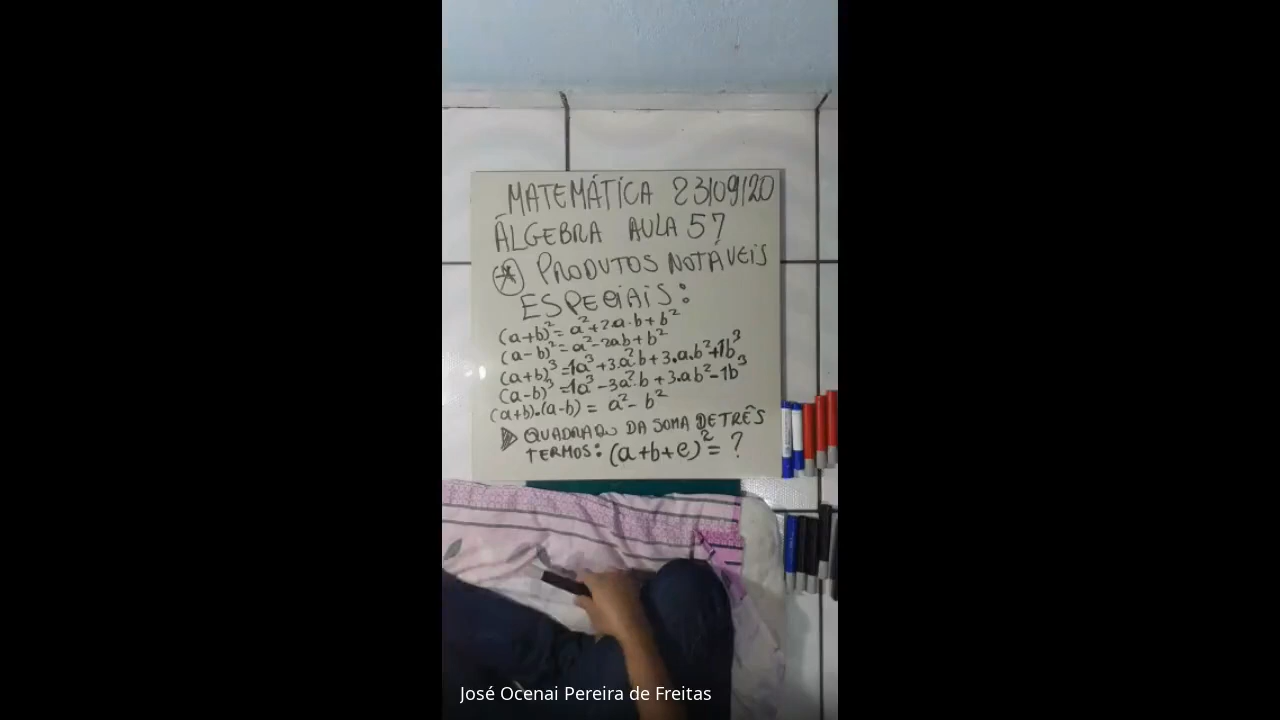 MATEMÁTICA 23/09/20
ÁLGEBRA AULA 57
* PRODUTOS NOTÁVEIS
ESPECIAIS:
(a+b)²=a²+2a.b+b²
(a-b)²=a²-2ab+b²
(a+b)³=1a³+3.a².b+3.a.b²+1b³
(a-b)³=1a³-3a².b+3.ab²-1b³
(a+b).(a-b) = a²- b²
▶ QUADRADO DA SOMA DE TRÊS
TERMOS: (a+b+c)²= ?
José Ocenai Pereira de Freitas